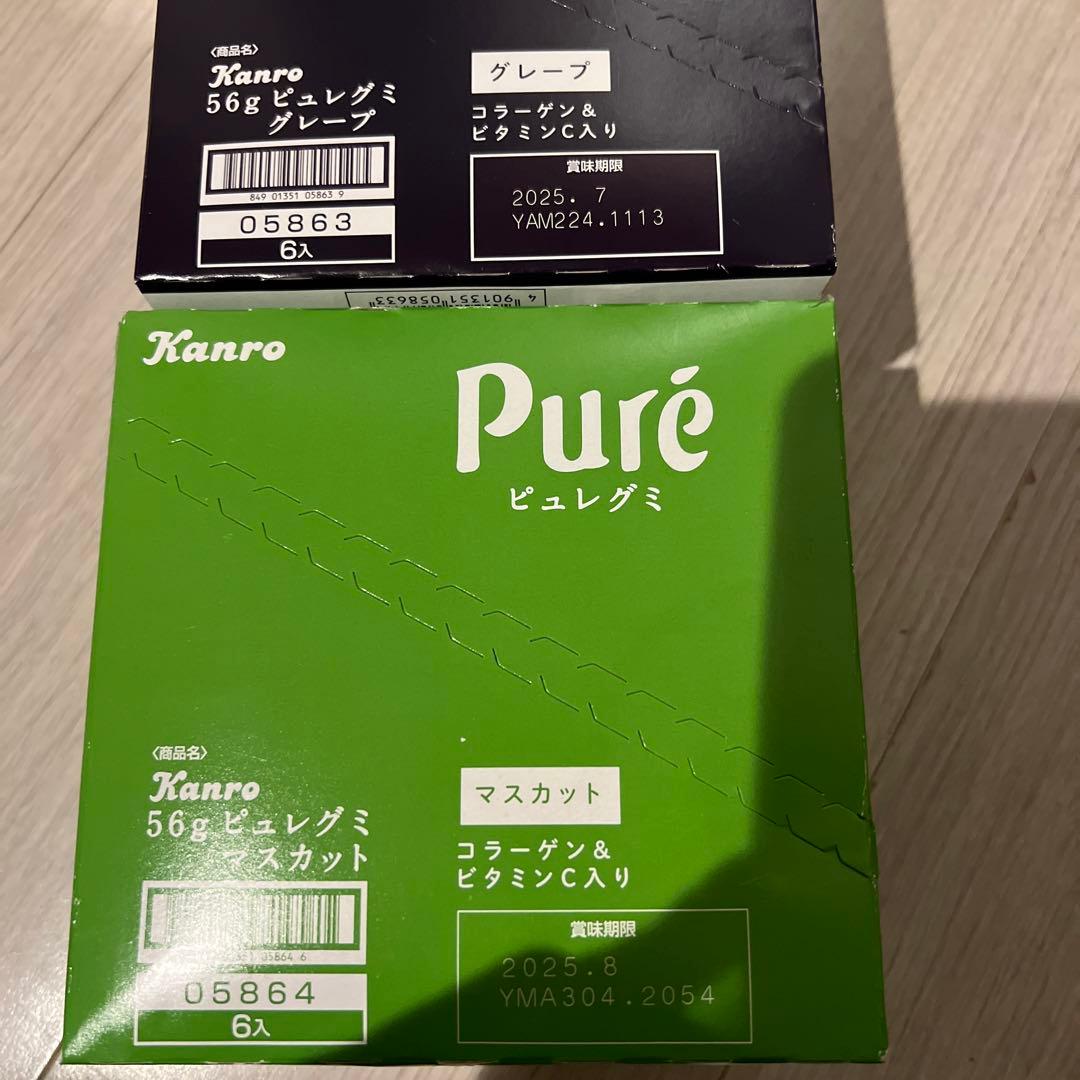 〈商品名〉
Kanro
56g ピュレグミ
グレープ
849 01351 05863 9
05863
6入
グレープ
コラーゲン&
ビタミンC入り
賞味期限
2025. 7
YAM224.1113
4 901351 058633
Kanro
Puré
ピュレグミ
〈商品名〉
Kanro
56g ピュレグミ
マスカット
05864 6
05864
6入
マスカット
コラーゲン&
ビタミンC入り
賞味期限
2025.8
YMA304.2054